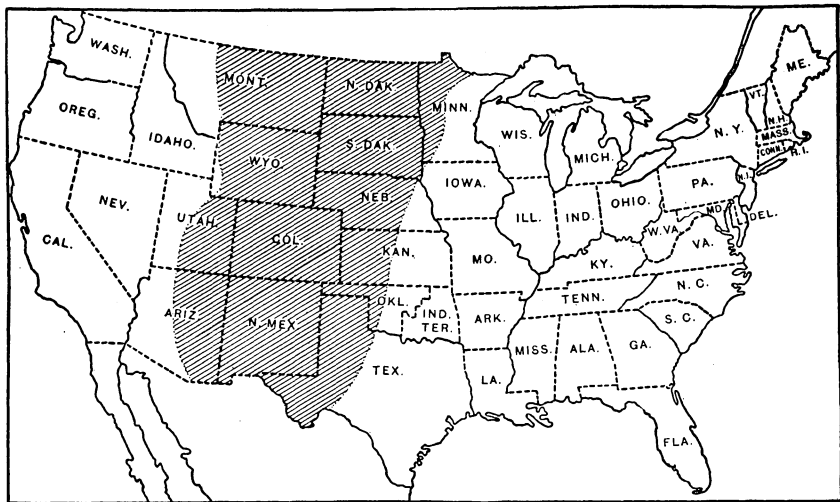 WASH.
MONT.
N. DAK.
MINN.
ME.
OREG.
IDAHO.
S. DAK.
WIS.
MICH.
N. Y.
VT.
N.H.
MASS.
CONN.
R.I.
WYO.
NEB.
IOWA.
PA.
N.J.
NEV.
UTAH.
COL.
KAN.
ILL.
IND.
OHIO.
MD.
DEL.
W.VA.
VA.
CAL.
MO.
KY.
ARIZ.
N. MEX.
OKL.
IND.
TER.
ARK.
TENN.
N. C.
S. C.
TEX.
LA.
MISS.
ALA.
GA.
FLA.